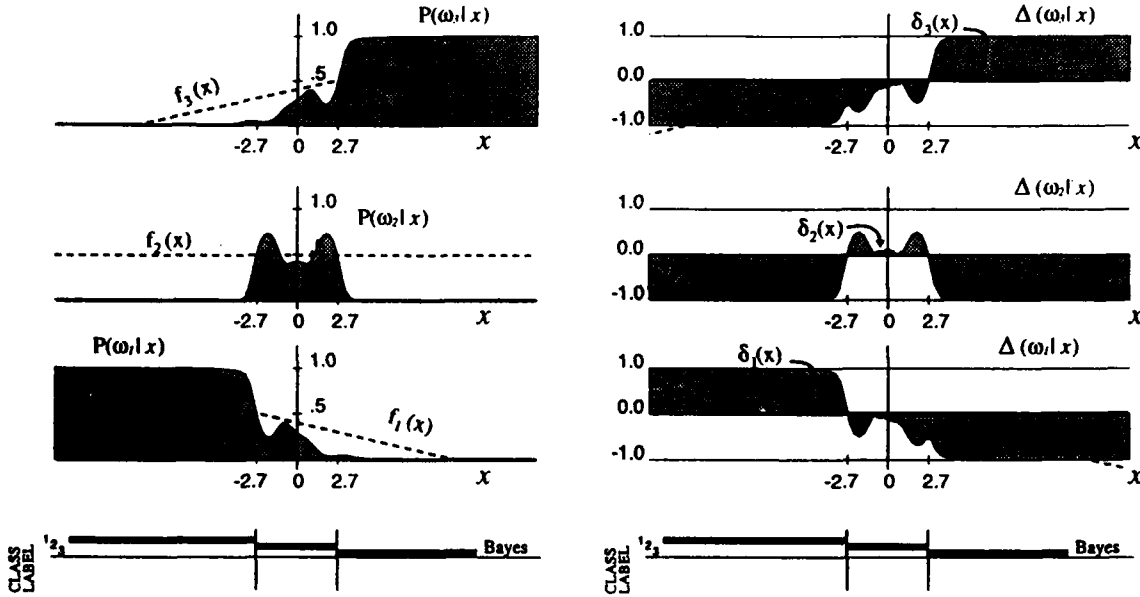 P(ω₃| x)
1.0
.5
f₃(x)
-2.7 0 2.7 x
Δ(ω₃| x)
δ₃(x)
1.0
0.0
-1.0
-2.7 0 2.7 x
1.0
P(ω₂| x)
f₂(x)
-2.7 0 2.7 x
Δ(ω₂| x)
1.0
δ₂(x)
0.0
-1.0
-2.7 0 2.7 x
P(ω₁| x)
1.0
.5
f₁(x)
-2.7 0 2.7 x
δ₁(x)
Δ(ω₁| x)
1.0
0.0
-1.0
-2.7 0 2.7 x
CLASS
LABEL
1 2 3
Bayes
CLASS
LABEL
1 2 3
Bayes